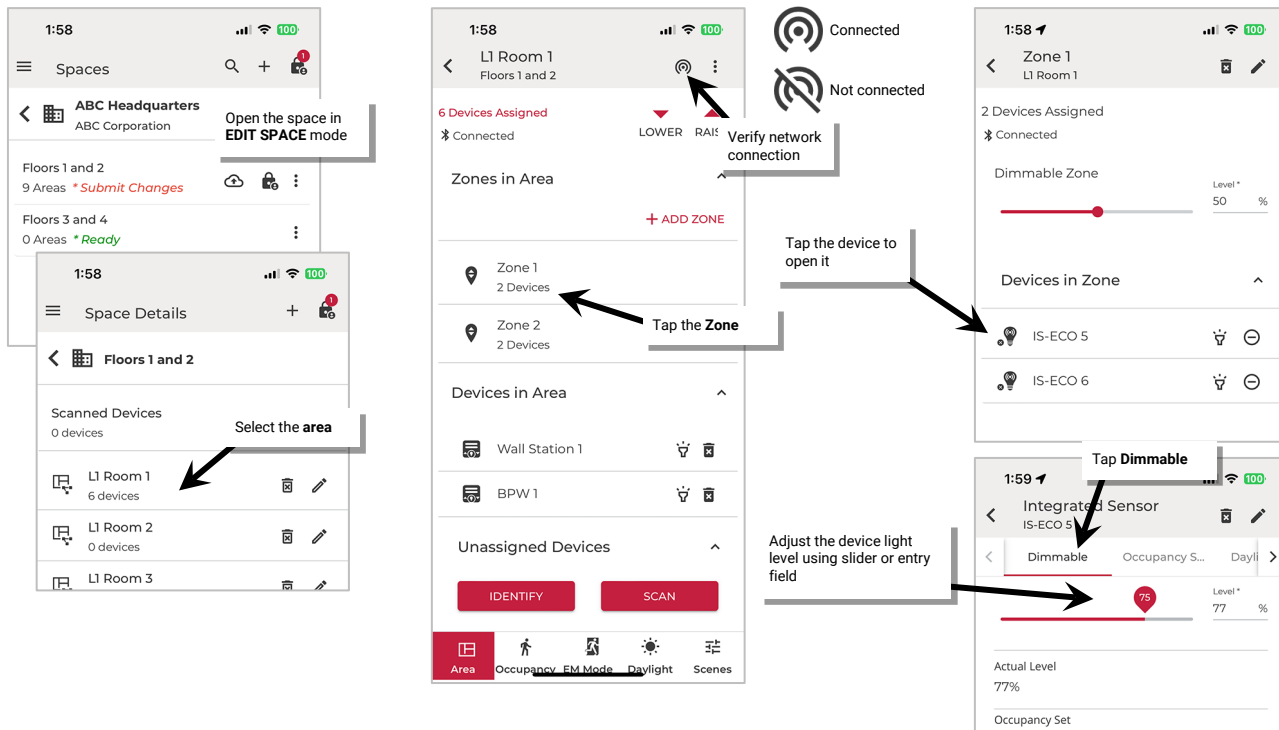 1:58
100
Spaces
1
ABC Headquarters
ABC Corporation
Open the space in
EDIT SPACE mode
Floors 1 and 2
9 Areas * Submit Changes
Floors 3 and 4
0 Areas * Ready
1:58
100
Space Details
1
Floors 1 and 2
Scanned Devices
0 devices
Select the area
L1 Room 1
6 devices
L1 Room 2
0 devices
L1 Room 3
1:58
100
L1 Room 1
Floors 1 and 2
6 Devices Assigned
Connected
LOWER
Connected
Not connected
Verify network
connection
Zones in Area
+ ADD ZONE
Zone 1
2 Devices
Zone 2
2 Devices
Tap the Zone
Devices in Area
Wall Station 1
BPW 1
Unassigned Devices
IDENTIFY
SCAN
Area
Occupancy
EM Mode
Daylight
Scenes
1:58
100
Zone 1
L1 Room 1
2 Devices Assigned
Connected
Dimmable Zone
Level *
50 %
Tap the device to
open it
Devices in Zone
IS-ECO 5
IS-ECO 6
Tap Dimmable
1:59
100
Integrated Sensor
IS-ECO 5
Dimmable
Occupancy S...
Adjust the device light
level using slider or entry
field
75
Level *
77 %
Actual Level
77%
Occupancy Set